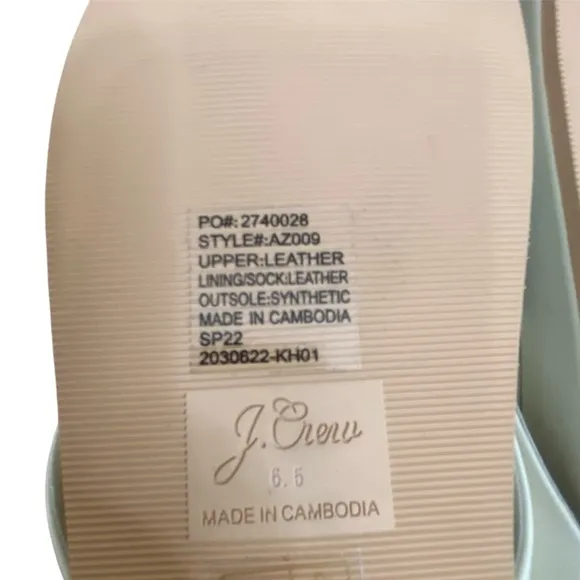 PO#: 2740028
STYLE#:AZ009
UPPER:LEATHER
LINING/SOCK:LEATHER
OUTSOLE:SYNTHETIC
MADE IN CAMBODIA
SP22
2030622-KH01
J.Crew
6.5
MADE IN CAMBODIA